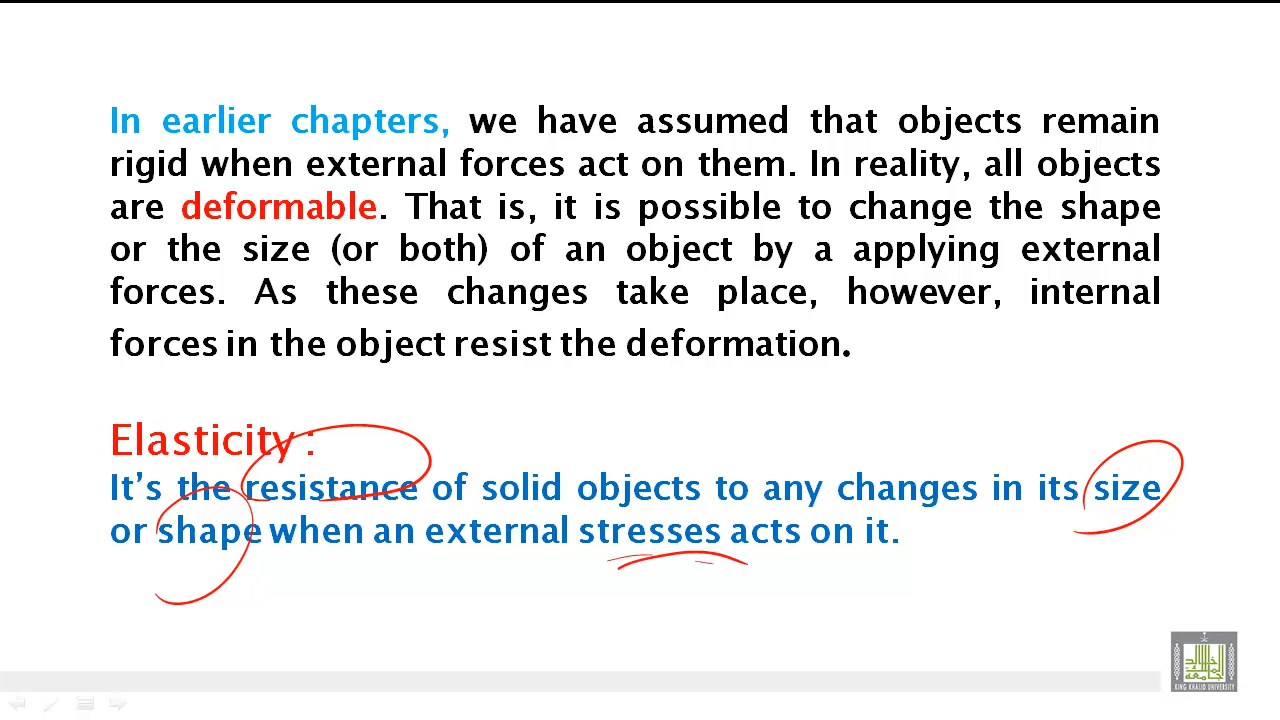 In earlier chapters, we have assumed that objects remain
rigid when external forces act on them. In reality, all objects
are deformable. That is, it is possible to change the shape
or the size (or both) of an object by a applying external
forces. As these changes take place, however, internal
forces in the object resist the deformation.
Elasticity :
It’s the resistance of solid objects to any changes in its size
or shape when an external stresses acts on it.
KING KHALID UNIVERSITY